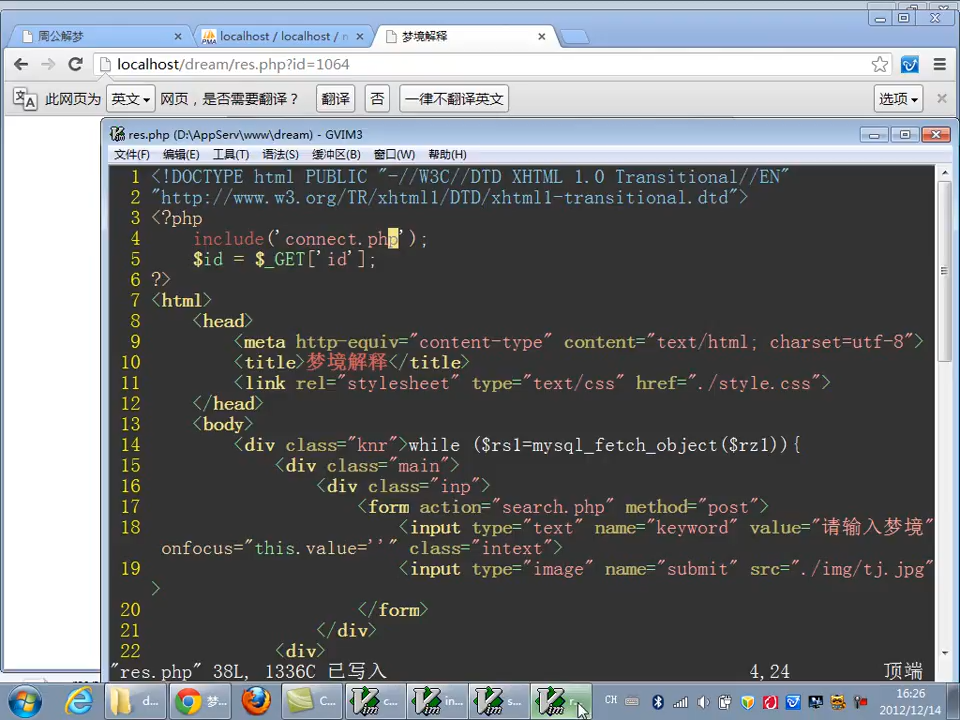 周公解梦
localhost / localhost / n
梦境解释
localhost/dream/res.php?id=1064
此网页为 英文 网页，是否需要翻译？ 翻译 否 一律不翻译英文 选项
res.php (D:\AppServ\www\dream) - GVIM3
文件(F) 编辑(E) 工具(T) 语法(S) 缓冲区(B) 窗口(W) 帮助(H)
1 <!DOCTYPE html PUBLIC "-//W3C//DTD XHTML 1.0 Transitional//EN"
2 "http://www.w3.org/TR/xhtml1/DTD/xhtml1-transitional.dtd">
3 <?php
4 include('connect.php');
5 $id = $_GET['id'];
6 ?>
7 <html>
8 <head>
9 <meta http-equiv="content-type" content="text/html; charset=utf-8">
10 <title>梦境解释</title>
11 <link rel="stylesheet" type="text/css" href="./style.css">
12 </head>
13 <body>
14 <div class="knr">while ($rs1=mysql_fetch_object($rz1)){
15 <div class="main">
16 <div class="inp">
17 <form action="search.php" method="post">
18 <input type="text" name="keyword" value="请输入梦境"
onfocus="this.value=''" class="intext">
19 <input type="image" name="submit" src="./img/tj.jpg"
>
20 </form>
21 </div>
22 <div>
"res.php" 38L, 1336C 已写入 4,24 顶端
d... 梦... C... c... in... s... r... CH
16:26
2012/12/14